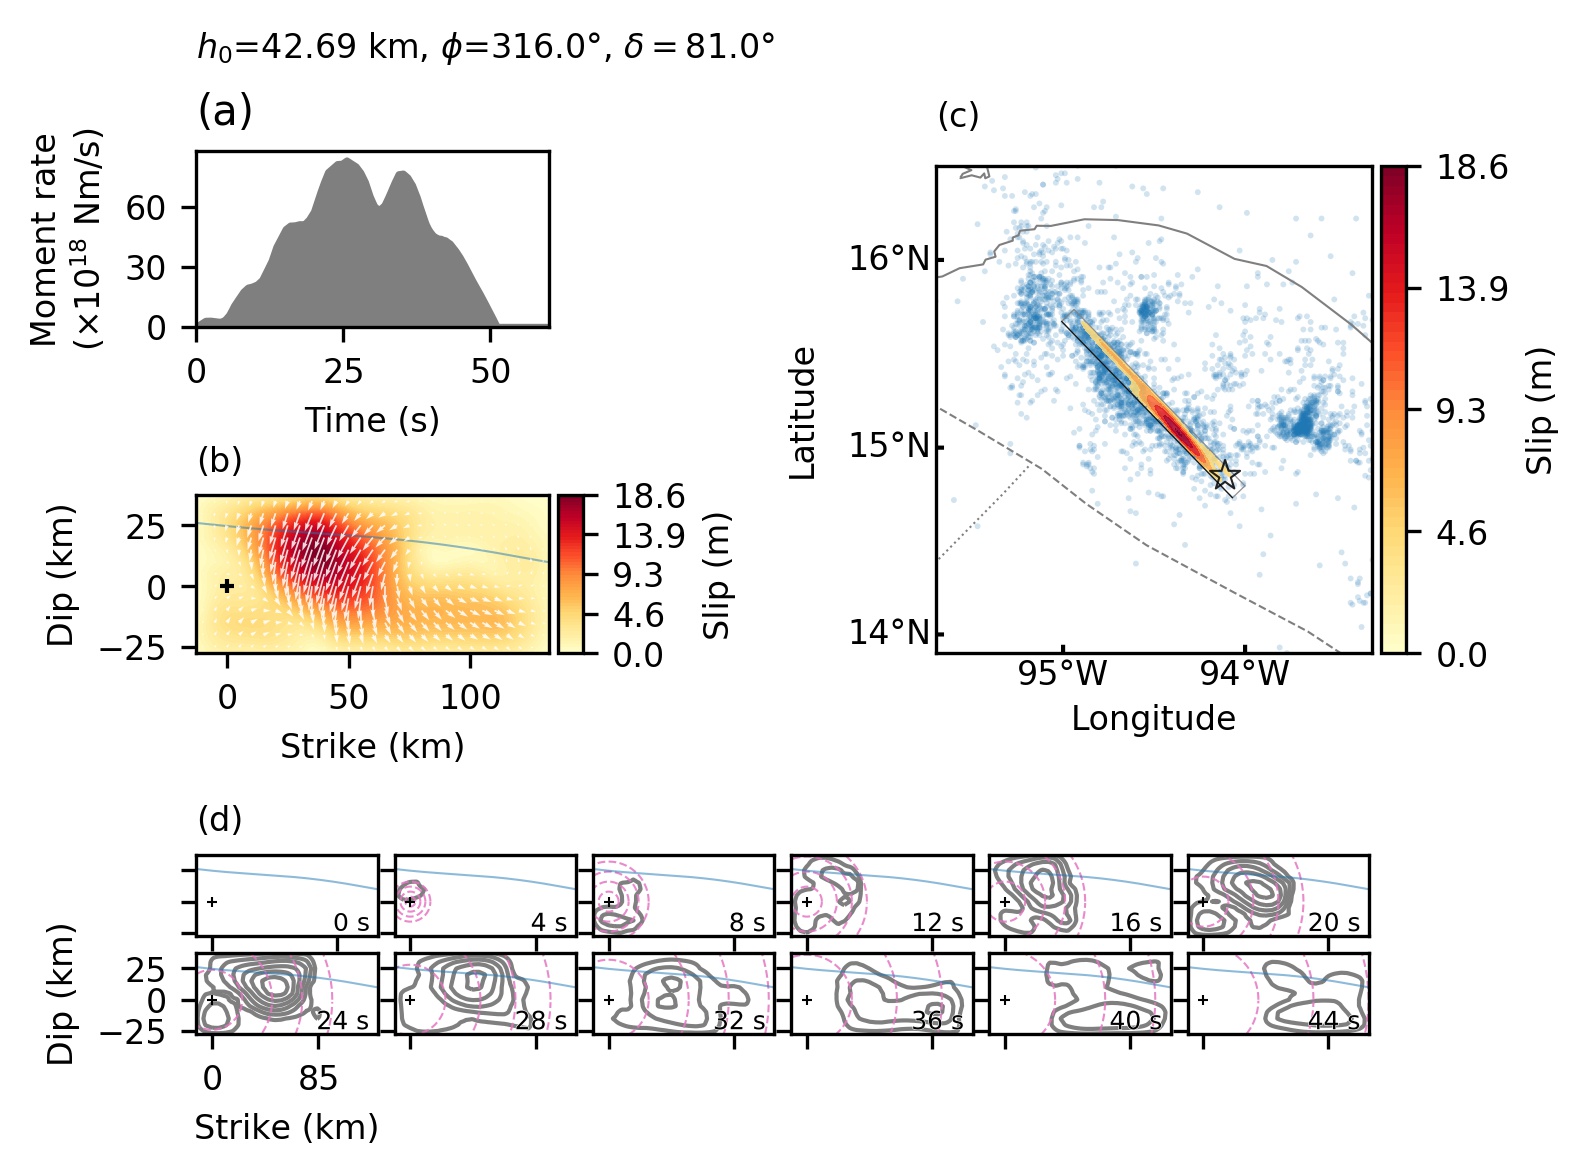 h₀=42.69 km, ϕ=316.0°, δ = 81.0°
(a)
Moment rate
(×10¹⁸ Nm/s)
60
30
0
0 25 50
Time (s)
(b)
Dip (km)
25
0
−25
0 50 100
Strike (km)
18.6
13.9
9.3
4.6
0.0
Slip (m)
(c)
Latitude
16°N
15°N
14°N
95°W 94°W
Longitude
18.6
13.9
9.3
4.6
0.0
Slip (m)
(d)
0 s 4 s 8 s 12 s 16 s 20 s
Dip (km)
25
0
−25
24 s 28 s 32 s 36 s 40 s 44 s
0 85
Strike (km)